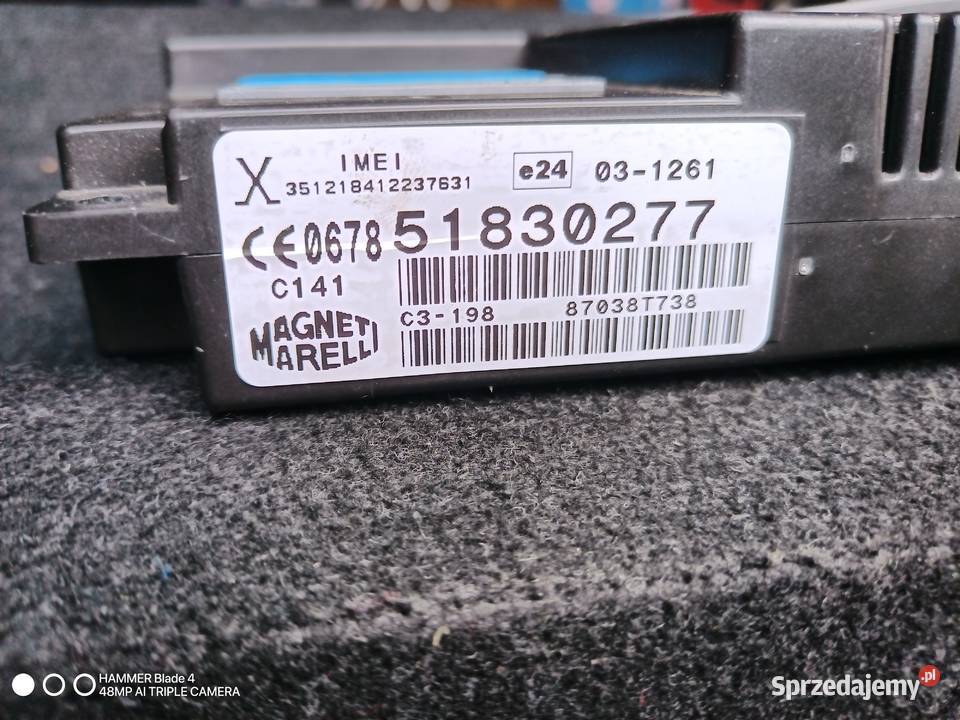 IMEI
351218412237631
e24 03-1261
X
CE0678 51830277
C141
C3-198 87038T738
MAGNETI
MARELLI
HAMMER Blade 4
48MP AI TRIPLE CAMERA
Sprzedajemy.pl